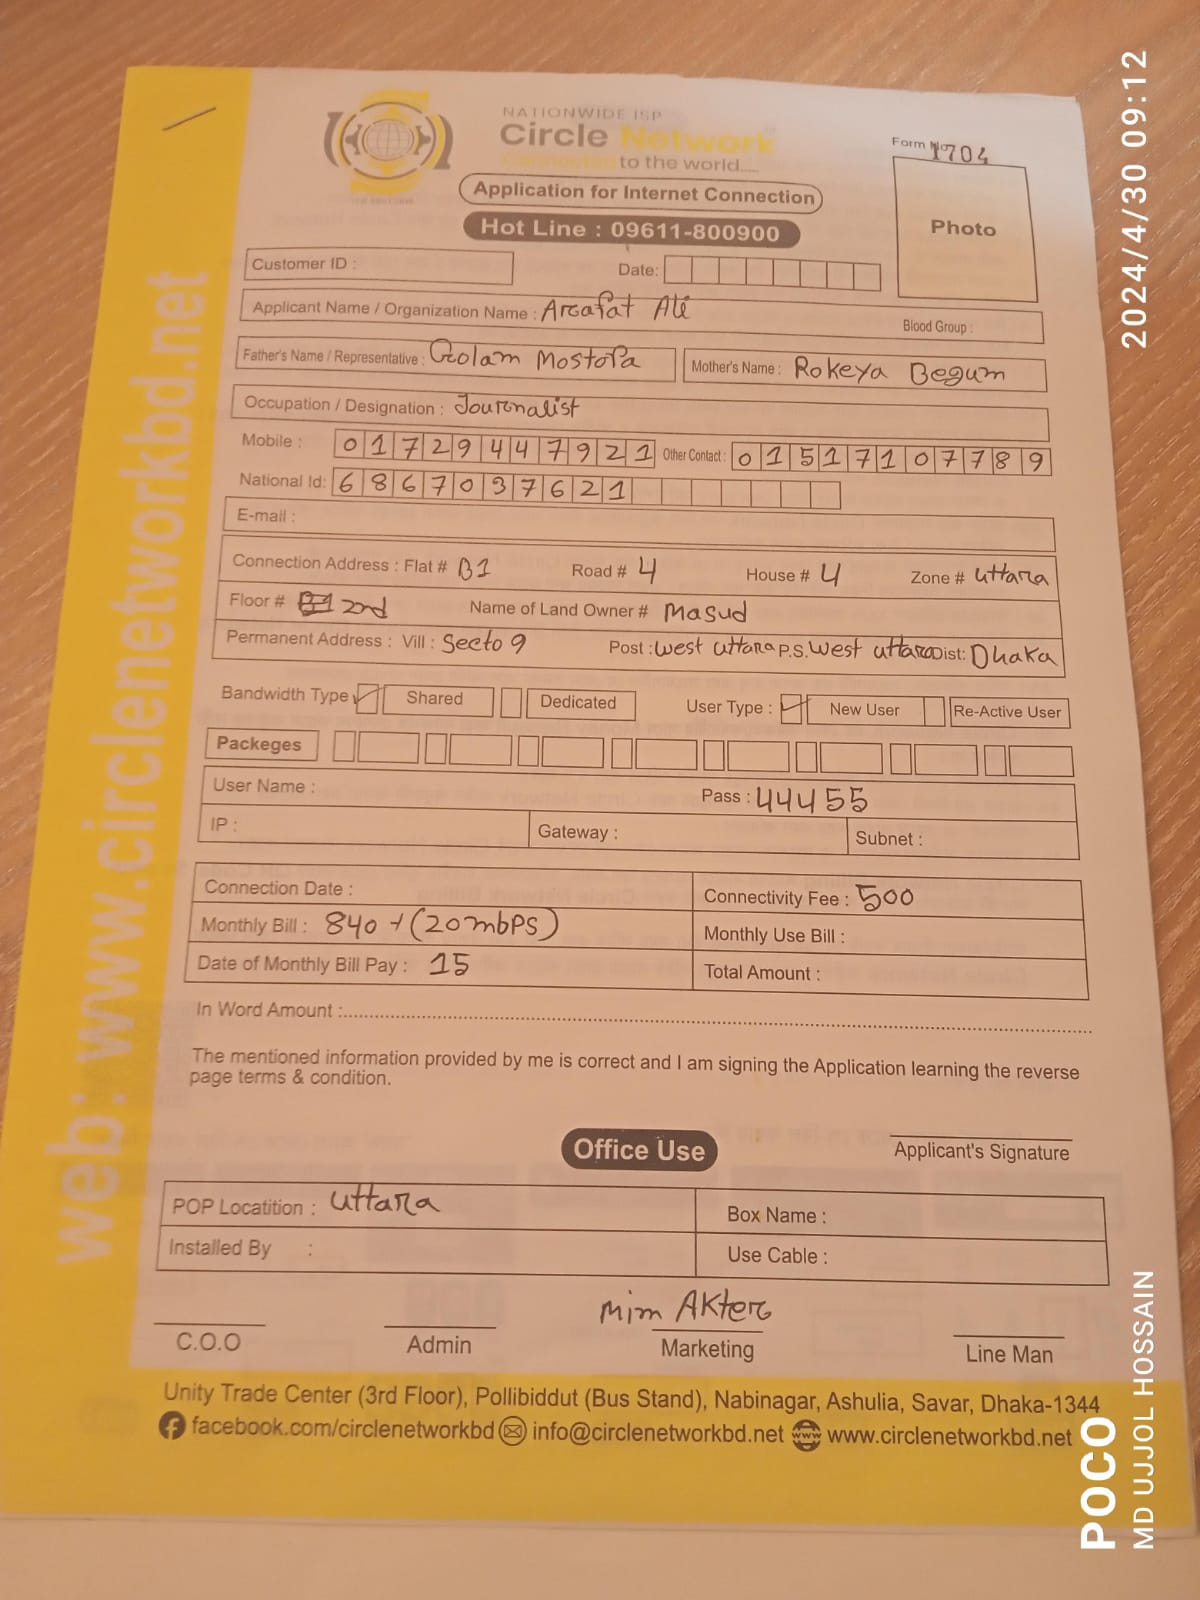 NATIONWIDE ISP
Circle Network
Connected to the world.....
Form No 1704
Application for Internet Connection
Hot Line : 09611-800900
Photo
Customer ID :
Date:
Applicant Name / Organization Name : Arafat Ali
Blood Group :
Father's Name / Representative : Golam Mostofa
Mother's Name : Rokeya Begum
Occupation / Designation : Journalist
Mobile : 01729447921 Other Contact : 01517107789
National Id: 6867037621
E-mail :
Connection Address : Flat # B1 Road # 4 House # 4 Zone # Uttara
Floor # 2nd Name of Land Owner # Masud
Permanent Address : Vill : Secto 9 Post : West Uttara P.S. West Uttara Dist: Dhaka
Bandwidth Type Shared Dedicated User Type : New User Re-Active User
Packeges
User Name : Pass : 44455
IP : Gateway : Subnet :
Connection Date : Connectivity Fee : 500
Monthly Bill : 840 + (20mbps) Monthly Use Bill :
Date of Monthly Bill Pay : 15 Total Amount :
In Word Amount :
The mentioned information provided by me is correct and I am signing the Application learning the reverse
page terms & condition.
Office Use
Applicant's Signature
POP Locatition : Uttara Box Name :
Installed By : Use Cable :
Mim Akter
C.O.O Admin Marketing Line Man
Unity Trade Center (3rd Floor), Pollibiddut (Bus Stand), Nabinagar, Ashulia, Savar, Dhaka-1344
facebook.com/circlenetworkbd info@circlenetworkbd.net www.circlenetworkbd.net
web: www.circlenetworkbd.net
2024/4/30 09:12
POCO
MD UJJOL HOSSAIN